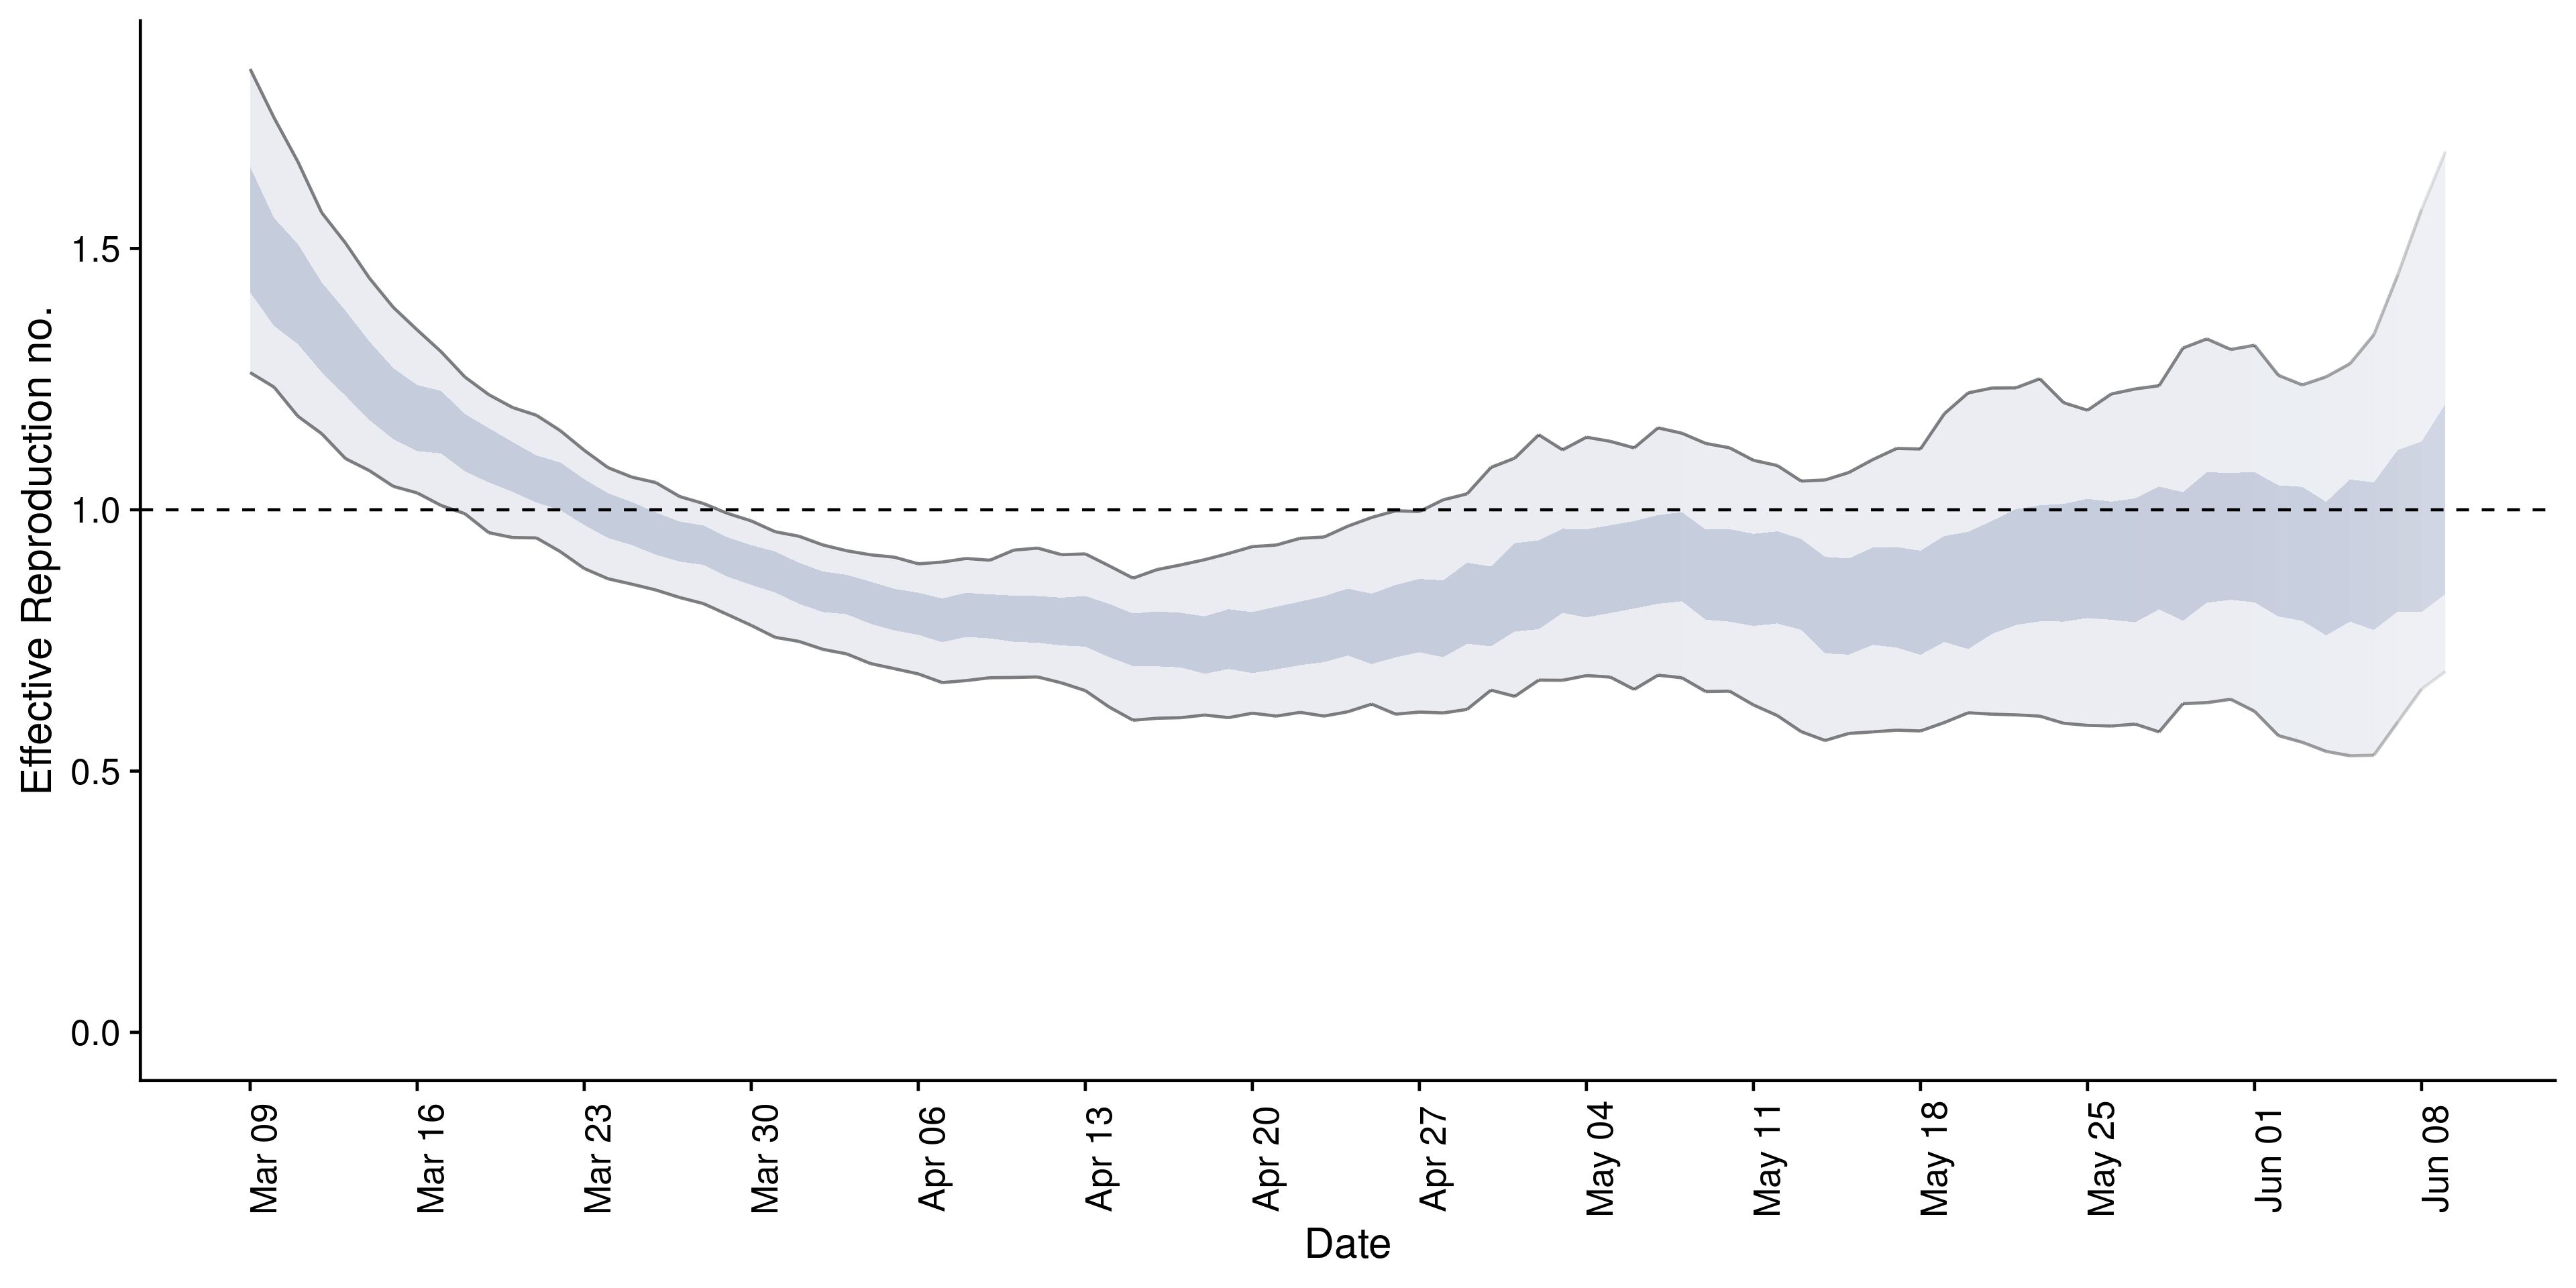 Effective Reproduction no.
1.5
1.0
0.5
0.0
Mar 09
Mar 16
Mar 23
Mar 30
Apr 06
Apr 13
Apr 20
Apr 27
May 04
May 11
May 18
May 25
Jun 01
Jun 08
Date